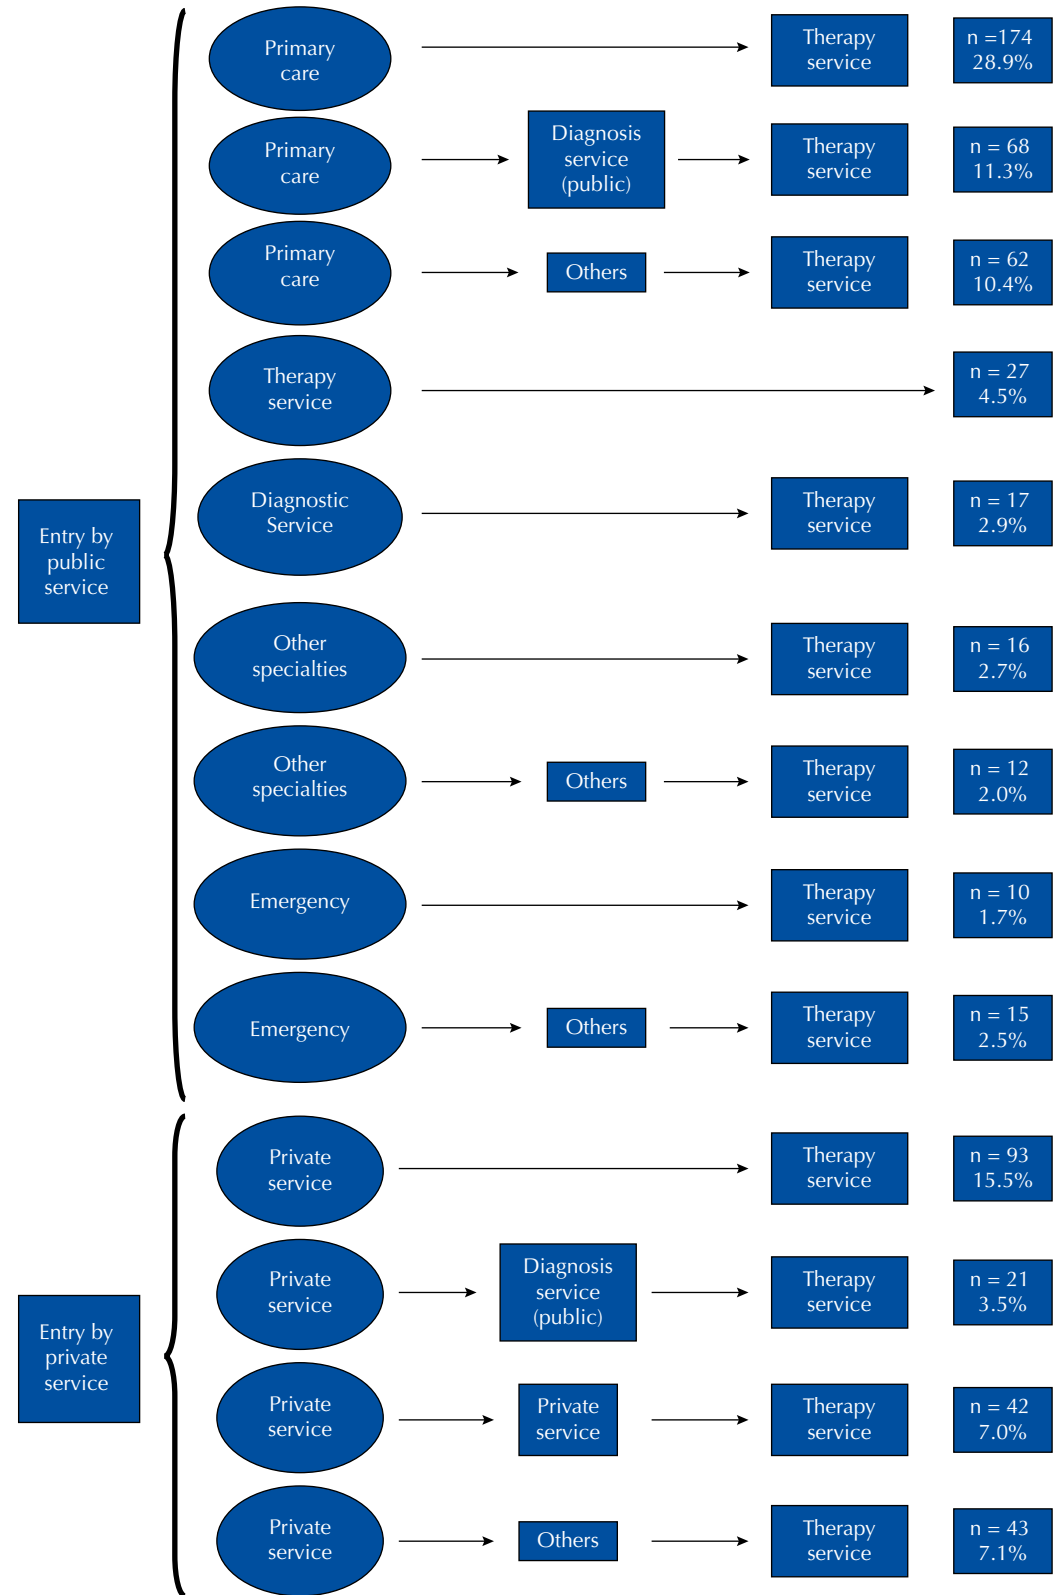 Primary
care
Therapy
service
n =174
28.9%
Primary
care
Diagnosis
service
(public)
Therapy
service
n = 68
11.3%
Primary
care
Others
Therapy
service
n = 62
10.4%
Therapy
service
n = 27
4.5%
Entry by
public
service
Diagnostic
Service
Therapy
service
n = 17
2.9%
Other
specialties
Therapy
service
n = 16
2.7%
Other
specialties
Others
Therapy
service
n = 12
2.0%
Emergency
Therapy
service
n = 10
1.7%
Emergency
Others
Therapy
service
n = 15
2.5%
Entry by
private
service
Private
service
Therapy
service
n = 93
15.5%
Private
service
Diagnosis
service
(public)
Therapy
service
n = 21
3.5%
Private
service
Private
service
Therapy
service
n = 42
7.0%
Private
service
Others
Therapy
service
n = 43
7.1%